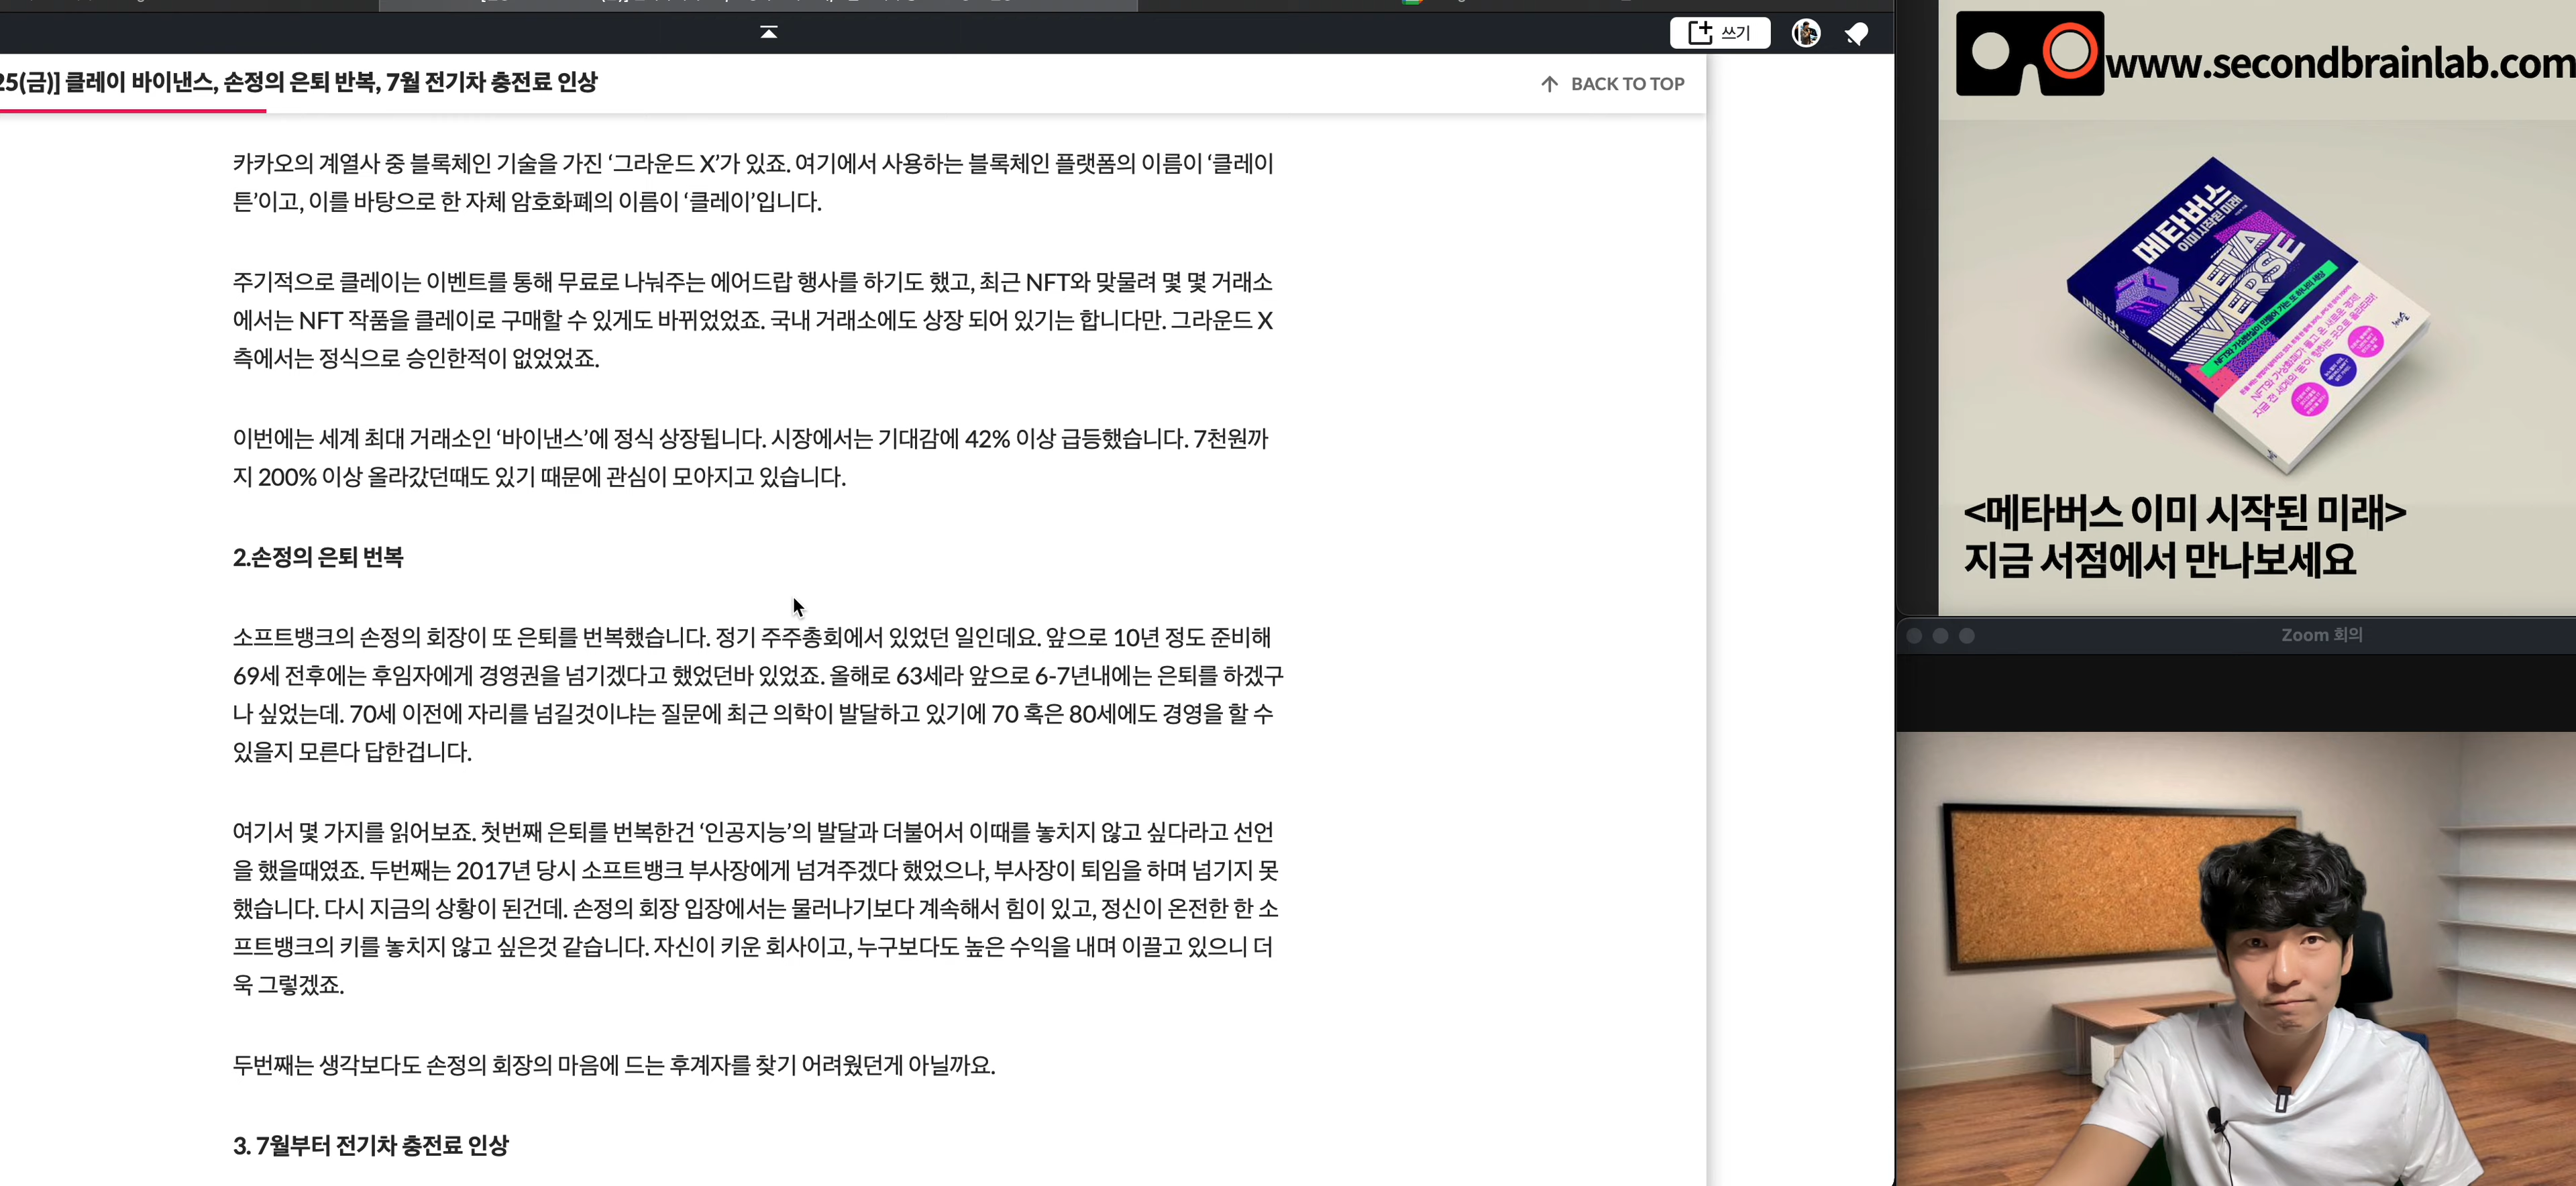 쓰기
25(금)] 클레이 바이낸스, 손정의 은퇴 반복, 7월 전기차 충전료 인상
BACK TO TOP
카카오의 계열사 중 블록체인 기술을 가진 ‘그라운드 X’가 있죠. 여기에서 사용하는 블록체인 플랫폼의 이름이 ‘클레이
튼’이고, 이를 바탕으로 한 자체 암호화폐의 이름이 ‘클레이’입니다.
주기적으로 클레이는 이벤트를 통해 무료로 나눠주는 에어드랍 행사를 하기도 했고, 최근 NFT와 맞물려 몇 몇 거래소
에서는 NFT 작품을 클레이로 구매할 수 있게도 바뀌었었죠. 국내 거래소에도 상장 되어 있기는 합니다만. 그라운드 X
측에서는 정식으로 승인한적이 없었었죠.
이번에는 세계 최대 거래소인 ‘바이낸스’에 정식 상장됩니다. 시장에서는 기대감에 42% 이상 급등했습니다. 7천원까
지 200% 이상 올라갔던때도 있기 때문에 관심이 모아지고 있습니다.
2.손정의 은퇴 번복
소프트뱅크의 손정의 회장이 또 은퇴를 번복했습니다. 정기 주주총회에서 있었던 일인데요. 앞으로 10년 정도 준비해
69세 전후에는 후임자에게 경영권을 넘기겠다고 했었던바 있었죠. 올해로 63세라 앞으로 6-7년내에는 은퇴를 하겠구
나 싶었는데. 70세 이전에 자리를 넘길것이냐는 질문에 최근 의학이 발달하고 있기에 70 혹은 80세에도 경영을 할 수
있을지 모른다 답한겁니다.
여기서 몇 가지를 읽어보죠. 첫번째 은퇴를 번복한건 ‘인공지능’의 발달과 더불어서 이때를 놓치지 않고 싶다라고 선언
을 했을때였죠. 두번째는 2017년 당시 소프트뱅크 부사장에게 넘겨주겠다 했었으나, 부사장이 퇴임을 하며 넘기지 못
했습니다. 다시 지금의 상황이 된건데. 손정의 회장 입장에서는 물러나기보다 계속해서 힘이 있고, 정신이 온전한 한 소
프트뱅크의 키를 놓치지 않고 싶은것 같습니다. 자신이 키운 회사이고, 누구보다도 높은 수익을 내며 이끌고 있으니 더
욱 그렇겠죠.
두번째는 생각보다도 손정의 회장의 마음에 드는 후계자를 찾기 어려웠던게 아닐까요.
3. 7월부터 전기차 충전료 인상
www.secondbrainlab.com
메타버스
이미 시작된 미래
META
VERSE
<메타버스 이미 시작된 미래>
지금 서점에서 만나보세요
Zoom 회의